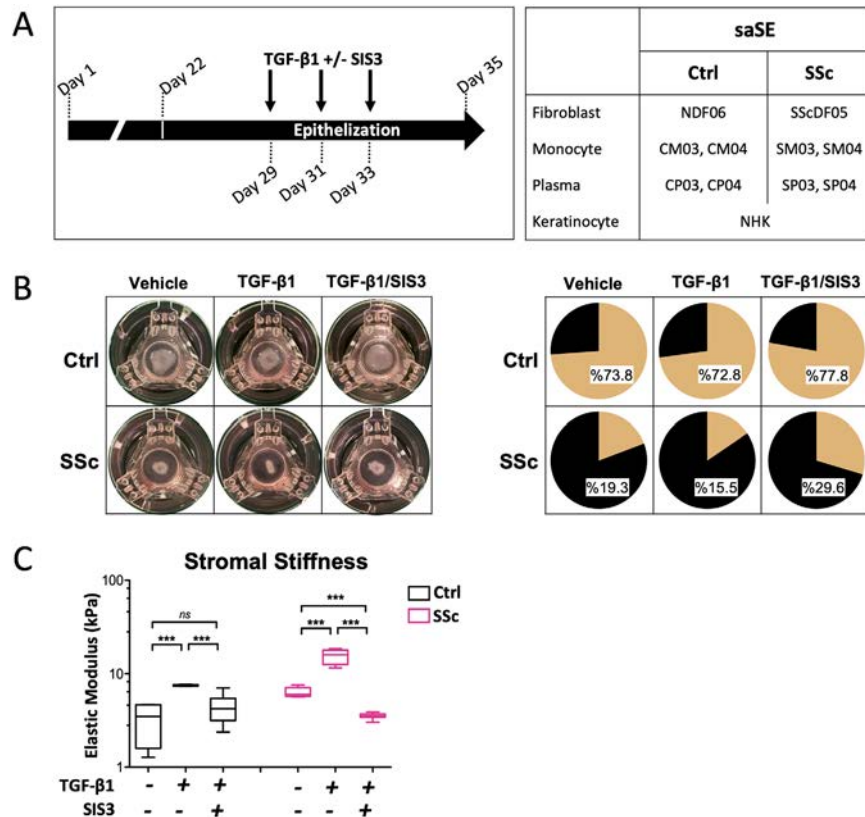 A
TGF-β1 +/- SIS3
Day 1
Day 22
Day 35
Epithelization
Day 29
Day 31
Day 33
saSE
Ctrl SSc
Fibroblast NDF06 SScDF05
Monocyte CM03, CM04 SM03, SM04
Plasma CP03, CP04 SP03, SP04
Keratinocyte NHK
B
Vehicle TGF-β1 TGF-β1/SIS3
Ctrl
SSc
Vehicle TGF-β1 TGF-β1/SIS3
Ctrl
%73.8 %72.8 %77.8
SSc
%19.3 %15.5 %29.6
C
Stromal Stiffness
Elastic Modulus (kPa)
100
10
1
ns
*** ***
***
*** ***
Ctrl
SSc
TGF-β1 - + + - + +
SIS3 - - + - - +